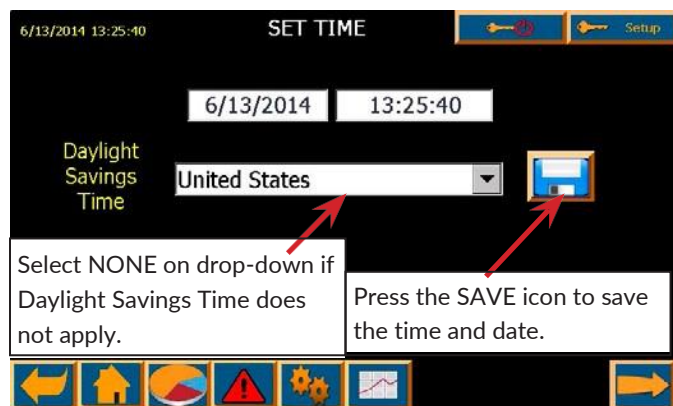 6/13/2014 13:25:40
SET TIME
Setup
6/13/2014
13:25:40
Daylight
Savings
Time
United States
Select NONE on drop-down if
Daylight Savings Time does
not apply.
Press the SAVE icon to save
the time and date.